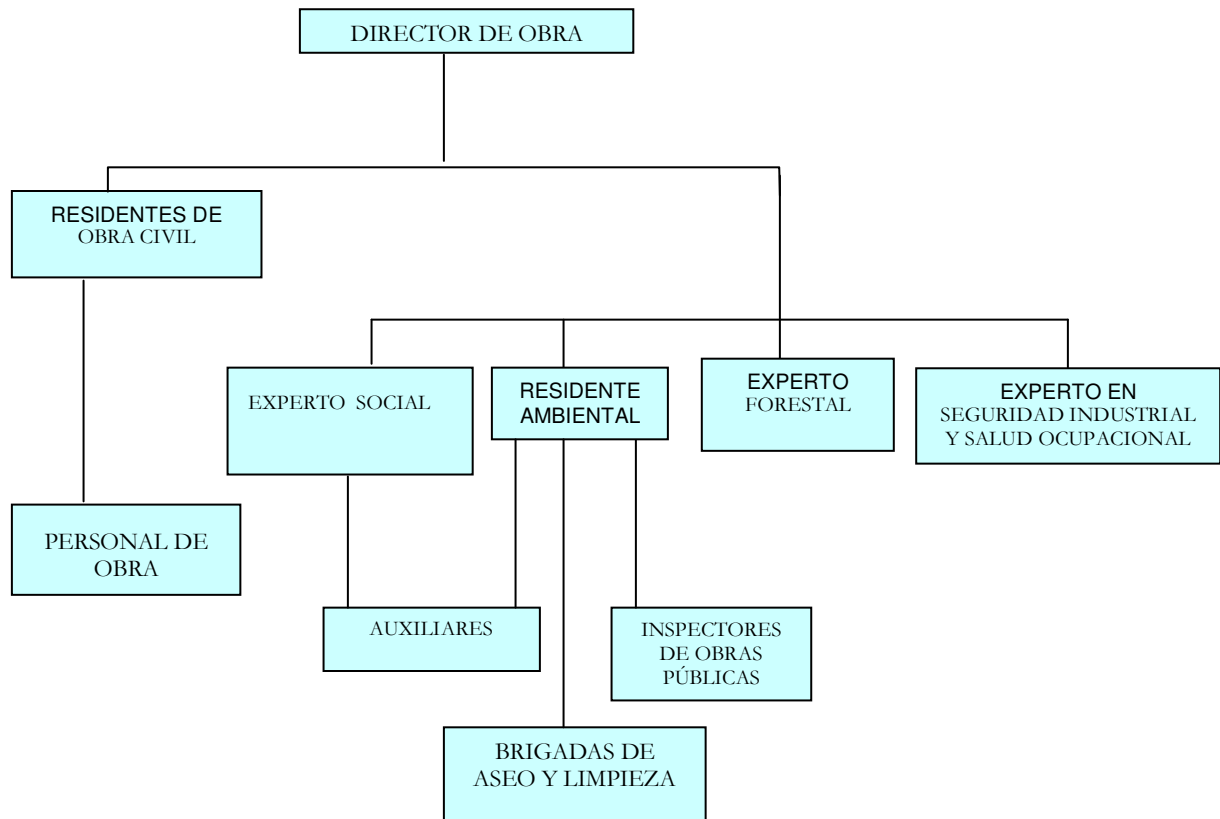 DIRECTOR DE OBRA
RESIDENTES DE
OBRA CIVIL
EXPERTO SOCIAL
RESIDENTE
AMBIENTAL
EXPERTO
FORESTAL
EXPERTO EN
SEGURIDAD INDUSTRIAL
Y SALUD OCUPACIONAL
PERSONAL DE
OBRA
AUXILIARES
INSPECTORES
DE OBRAS
PÚBLICAS
BRIGADAS DE
ASEO Y LIMPIEZA